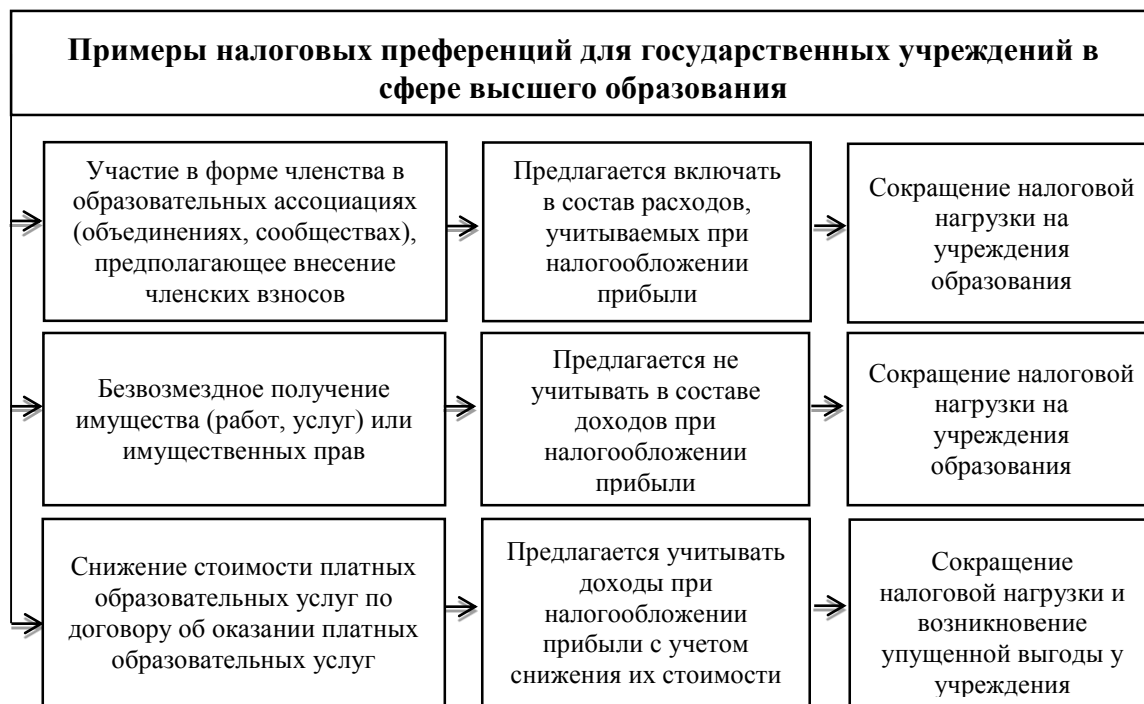 Примеры налоговых преференций для государственных учреждений в
сфере высшего образования
Участие в форме членства в
образовательных ассоциациях
(объединениях, сообществах),
предполагающее внесение
членских взносов
Предлагается включать
в состав расходов,
учитываемых при
налогообложении
прибыли
Сокращение налоговой
нагрузки на
учреждения
образования
Безвозмездное получение
имущества (работ, услуг) или
имущественных прав
Предлагается не
учитывать в составе
доходов при
налогообложении
прибыли
Сокращение налоговой
нагрузки на
учреждения
образования
Снижение стоимости платных
образовательных услуг по
договору об оказании платных
образовательных услуг
Предлагается учитывать
доходы при
налогообложении
прибыли с учетом
снижения их стоимости
Сокращение
налоговой нагрузки и
возникновение
упущенной выгоды у
учреждения